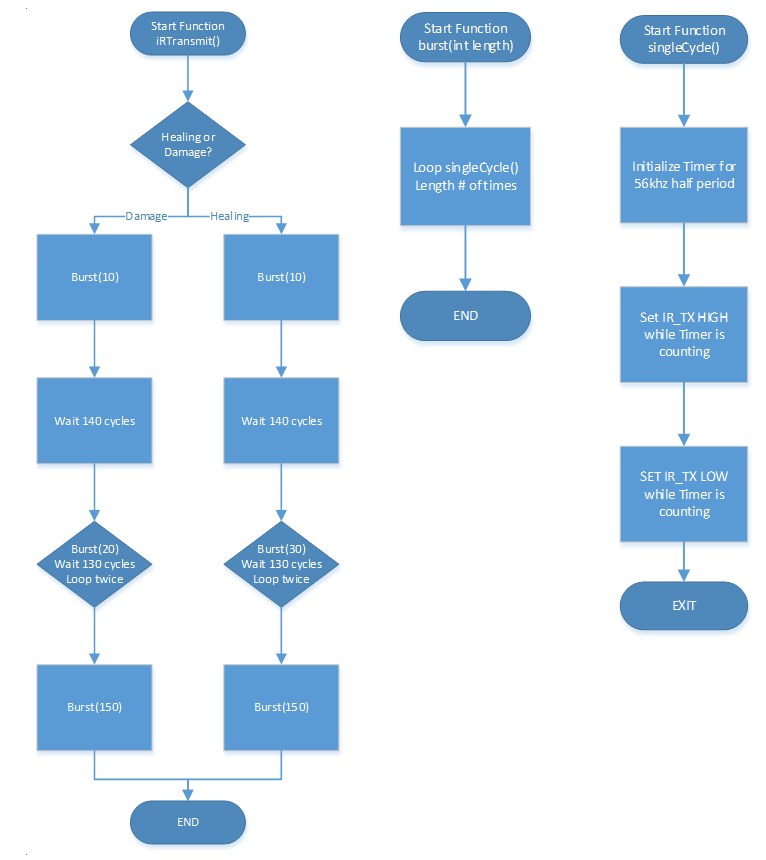 Start Function
iRTransmit()
Healing or
Damage?
Damage
Healing
Burst(10)
Burst(10)
Wait 140 cycles
Wait 140 cycles
Burst(20)
Wait 130 cycles
Loop twice
Burst(30)
Wait 130 cycles
Loop twice
Burst(150)
Burst(150)
END
Start Function
burst(int length)
Loop singleCycle()
Length # of times
END
Start Function
singleCycle()
Initialize Timer for
56khz half period
Set IR_TX HIGH
while Timer is
counting
SET IR_TX LOW
while Timer is
counting
EXIT